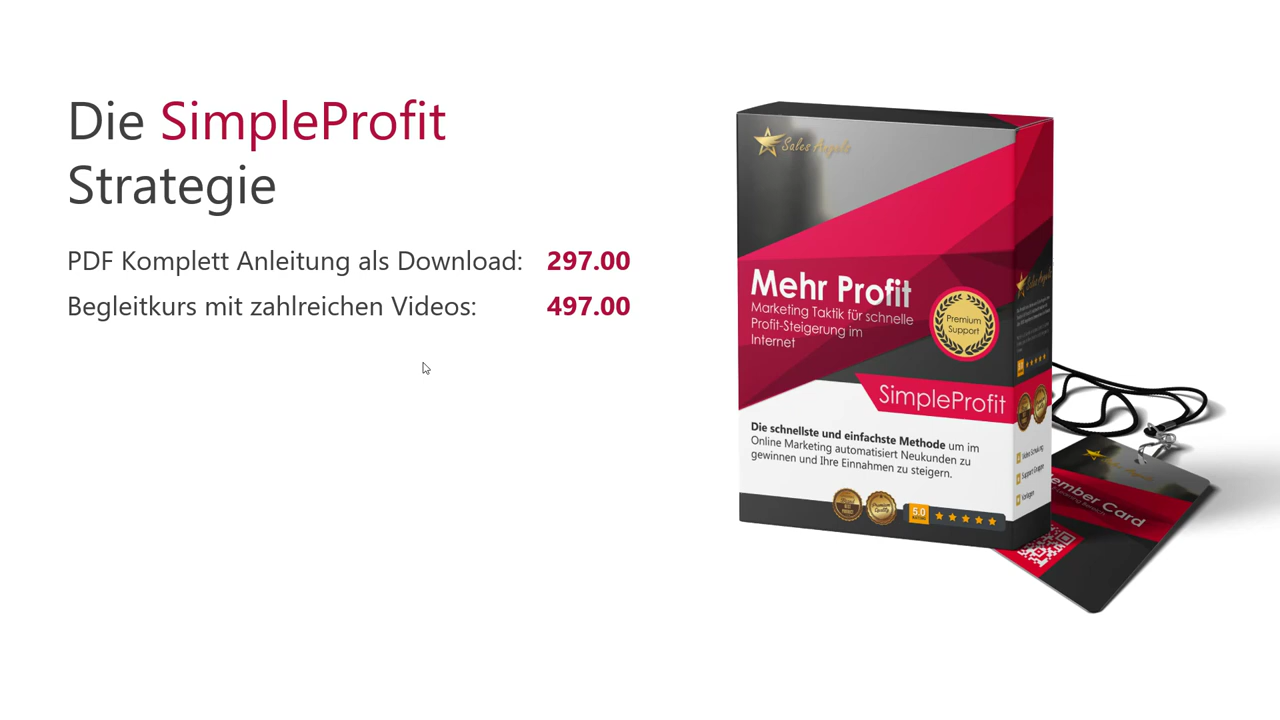 Die SimpleProfit
Strategie
PDF Komplett Anleitung als Download: 297.00
Begleitkurs mit zahlreichen Videos: 497.00
Sales Angels
Mehr Profit
Marketing Taktik für schnelle
Profit-Steigerung im
Internet
Premium
Support
SimpleProfit
Die schnellste und einfachste Methode um im
Online Marketing automatisiert Neukunden zu
gewinnen und Ihre Einnahmen zu steigern.
5.0
Member Card